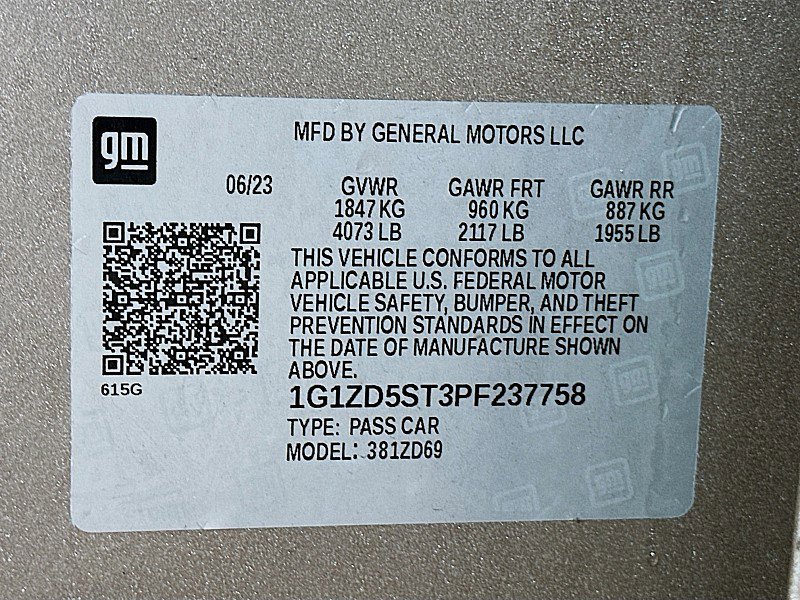 gm
MFD BY GENERAL MOTORS LLC
06/23 GVWR GAWR FRT GAWR RR
1847 KG 960 KG 887 KG
4073 LB 2117 LB 1955 LB
THIS VEHICLE CONFORMS TO ALL
APPLICABLE U.S. FEDERAL MOTOR
VEHICLE SAFETY, BUMPER, AND THEFT
PREVENTION STANDARDS IN EFFECT ON
THE DATE OF MANUFACTURE SHOWN
ABOVE.
615G
1G1ZD5ST3PF237758
TYPE: PASS CAR
MODEL: 381ZD69